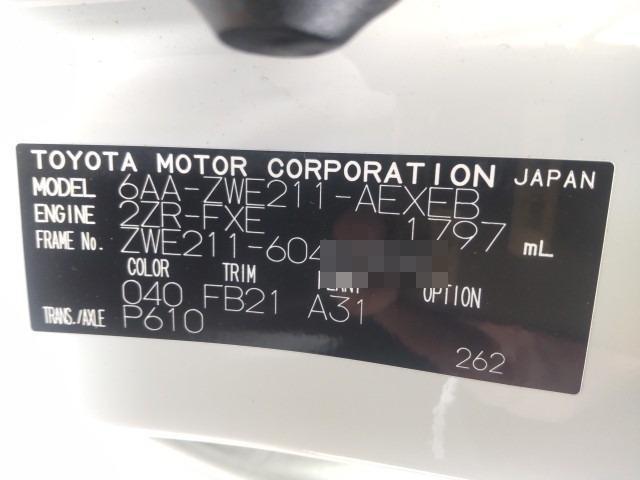 TOYOTA MOTOR CORPORATION JAPAN
MODEL 6AA-ZWE211-AEXEB
ENGINE 2ZR-FXE 1797 mL
FRAME No. ZWE211-604
COLOR TRIM PLANT OPTION
040 FB21 A31
TRANS./AXLE P610
262